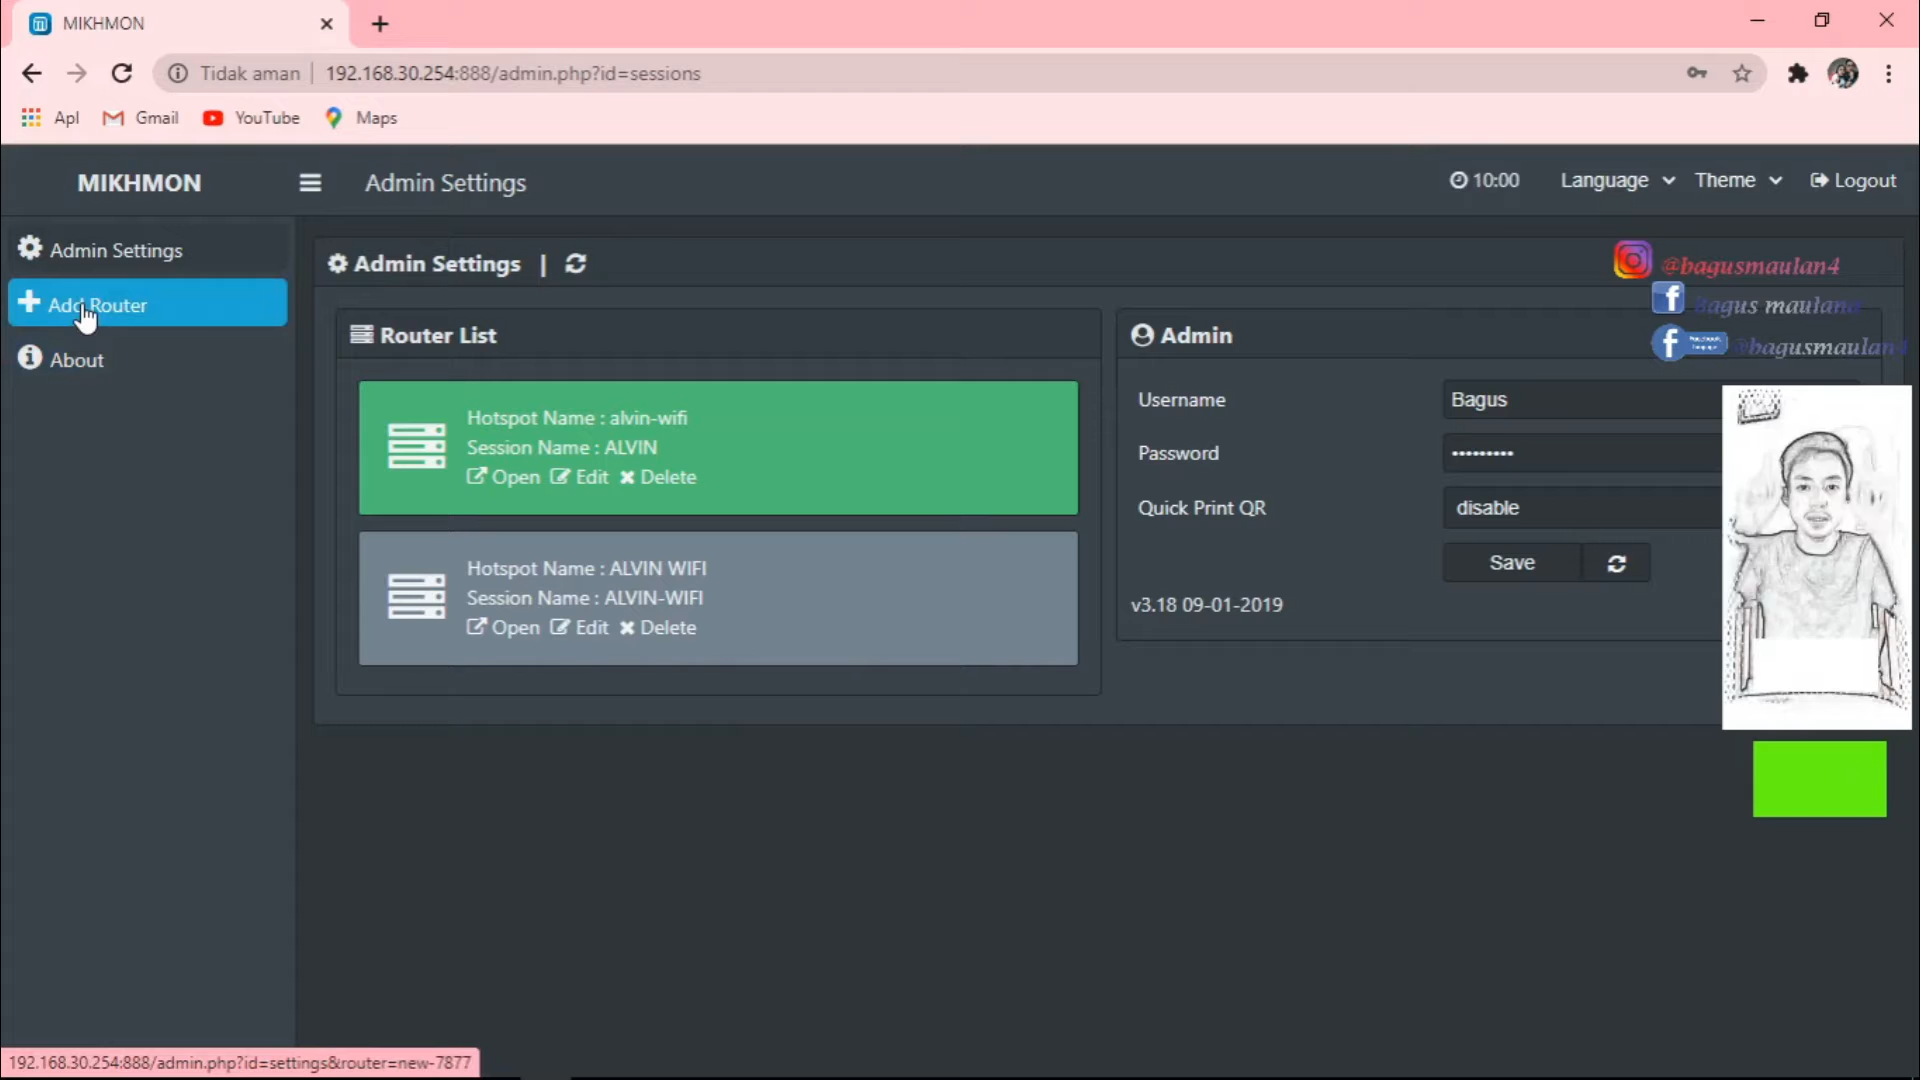 MIKHMON
Tidak aman
192.168.30.254:888/admin.php?id=sessions
Apl
Gmail
YouTube
Maps
MIKHMON
Admin Settings
10:00
Language
Theme
Logout
Admin Settings
Add Router
About
Admin Settings |
@bagusmaulan4
Bagus maulana
@bagusmaulan4
Router List
Hotspot Name : alvin-wifi
Session Name : ALVIN
Open Edit Delete
Hotspot Name : ALVIN WIFI
Session Name : ALVIN-WIFI
Open Edit Delete
Admin
Username
Bagus
Password
•••••••••
Quick Print QR
disable
Save
v3.18 09-01-2019
192.168.30.254:888/admin.php?id=settings&router=new-7877